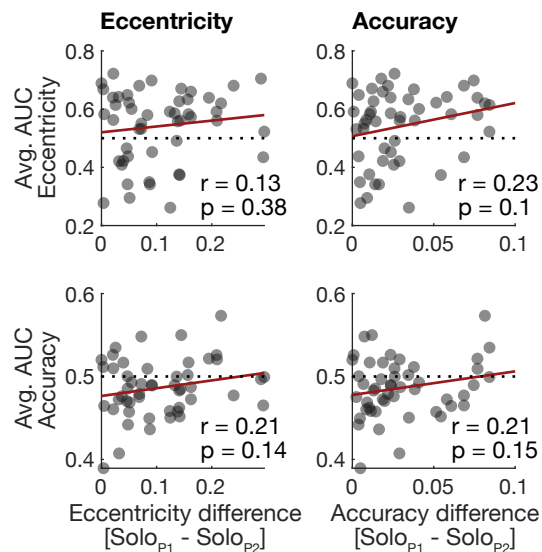 Eccentricity Accuracy
0.8 0.8
Avg. AUC
Eccentricity
0.6 0.6
0.4 0.4
r = 0.13 r = 0.23
p = 0.38 p = 0.1
0.2 0.2
0 0.1 0.2 0 0.05 0.1
0.6 0.6
Avg. AUC
Accuracy
0.5 0.5
r = 0.21 r = 0.21
p = 0.14 p = 0.15
0.4 0.4
0 0.1 0.2 0 0.05 0.1
Eccentricity difference Accuracy difference
[Solo_P1 - Solo_P2] [Solo_P1 - Solo_P2]